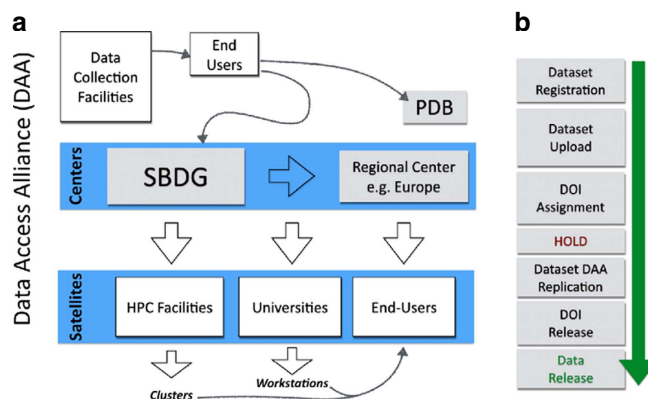 a
Data Access Alliance (DAA)
Data
Collection
Facilities
End
Users
PDB
Centers
SBDG
Regional Center
e.g. Europe
Satellites
HPC Facilities
Universities
End-Users
Clusters
Workstations
b
Dataset
Registration
Dataset
Upload
DOI
Assignment
HOLD
Dataset DAA
Replication
DOI
Release
Data
Release